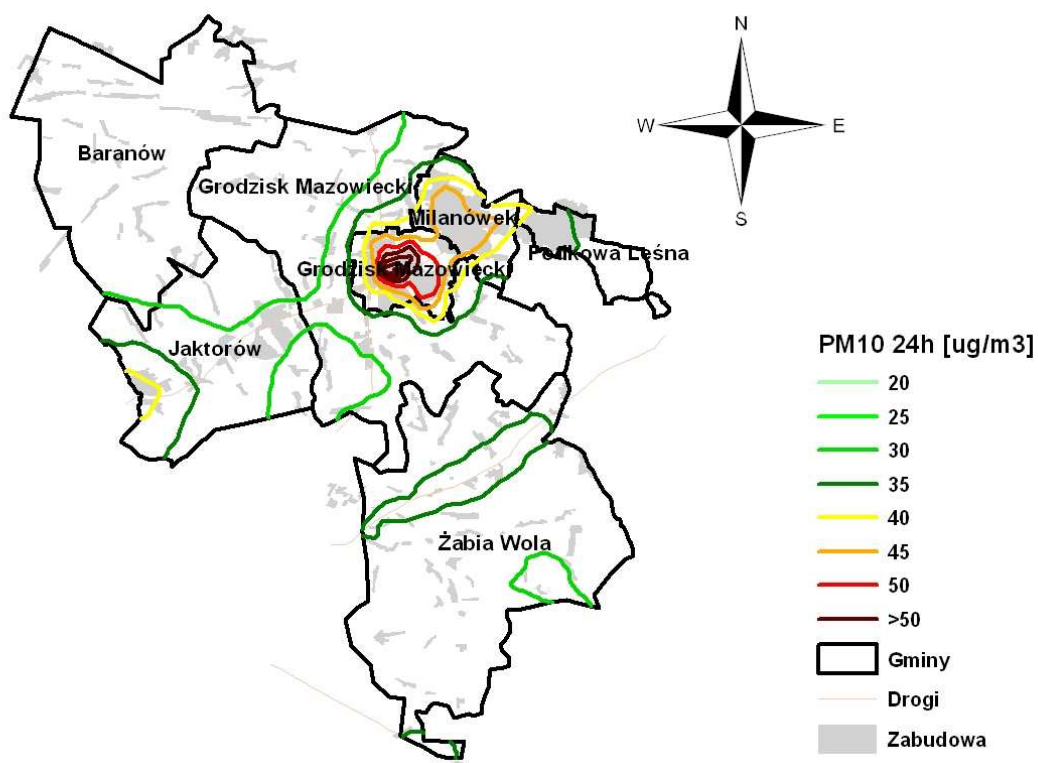 N
W
E
S
Baranów
Grodzisk Mazowiecki
Milanówek
Podkowa Leśna
Grodzisk Mazowiecki
Jaktorów
Żabia Wola
PM10 24h [ug/m3]
20
25
30
35
40
45
50
>50
Gminy
Drogi
Zabudowa